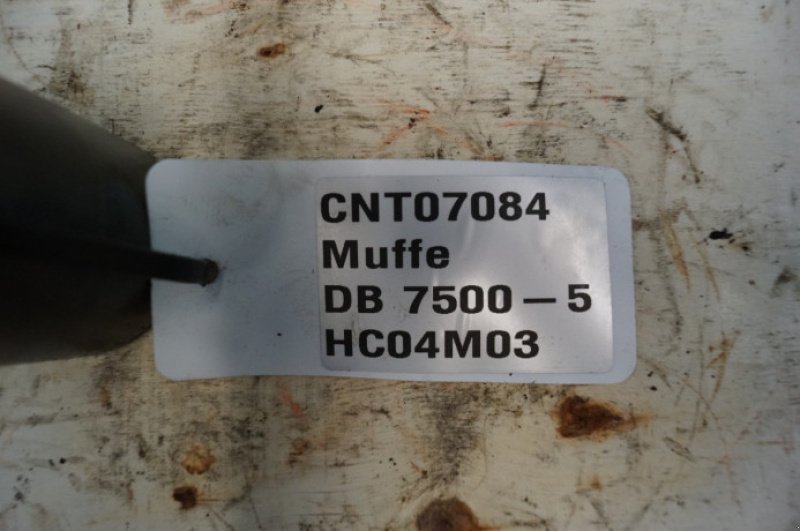 CNT07084
Muffe
DB 7500 – 5
HC04M03